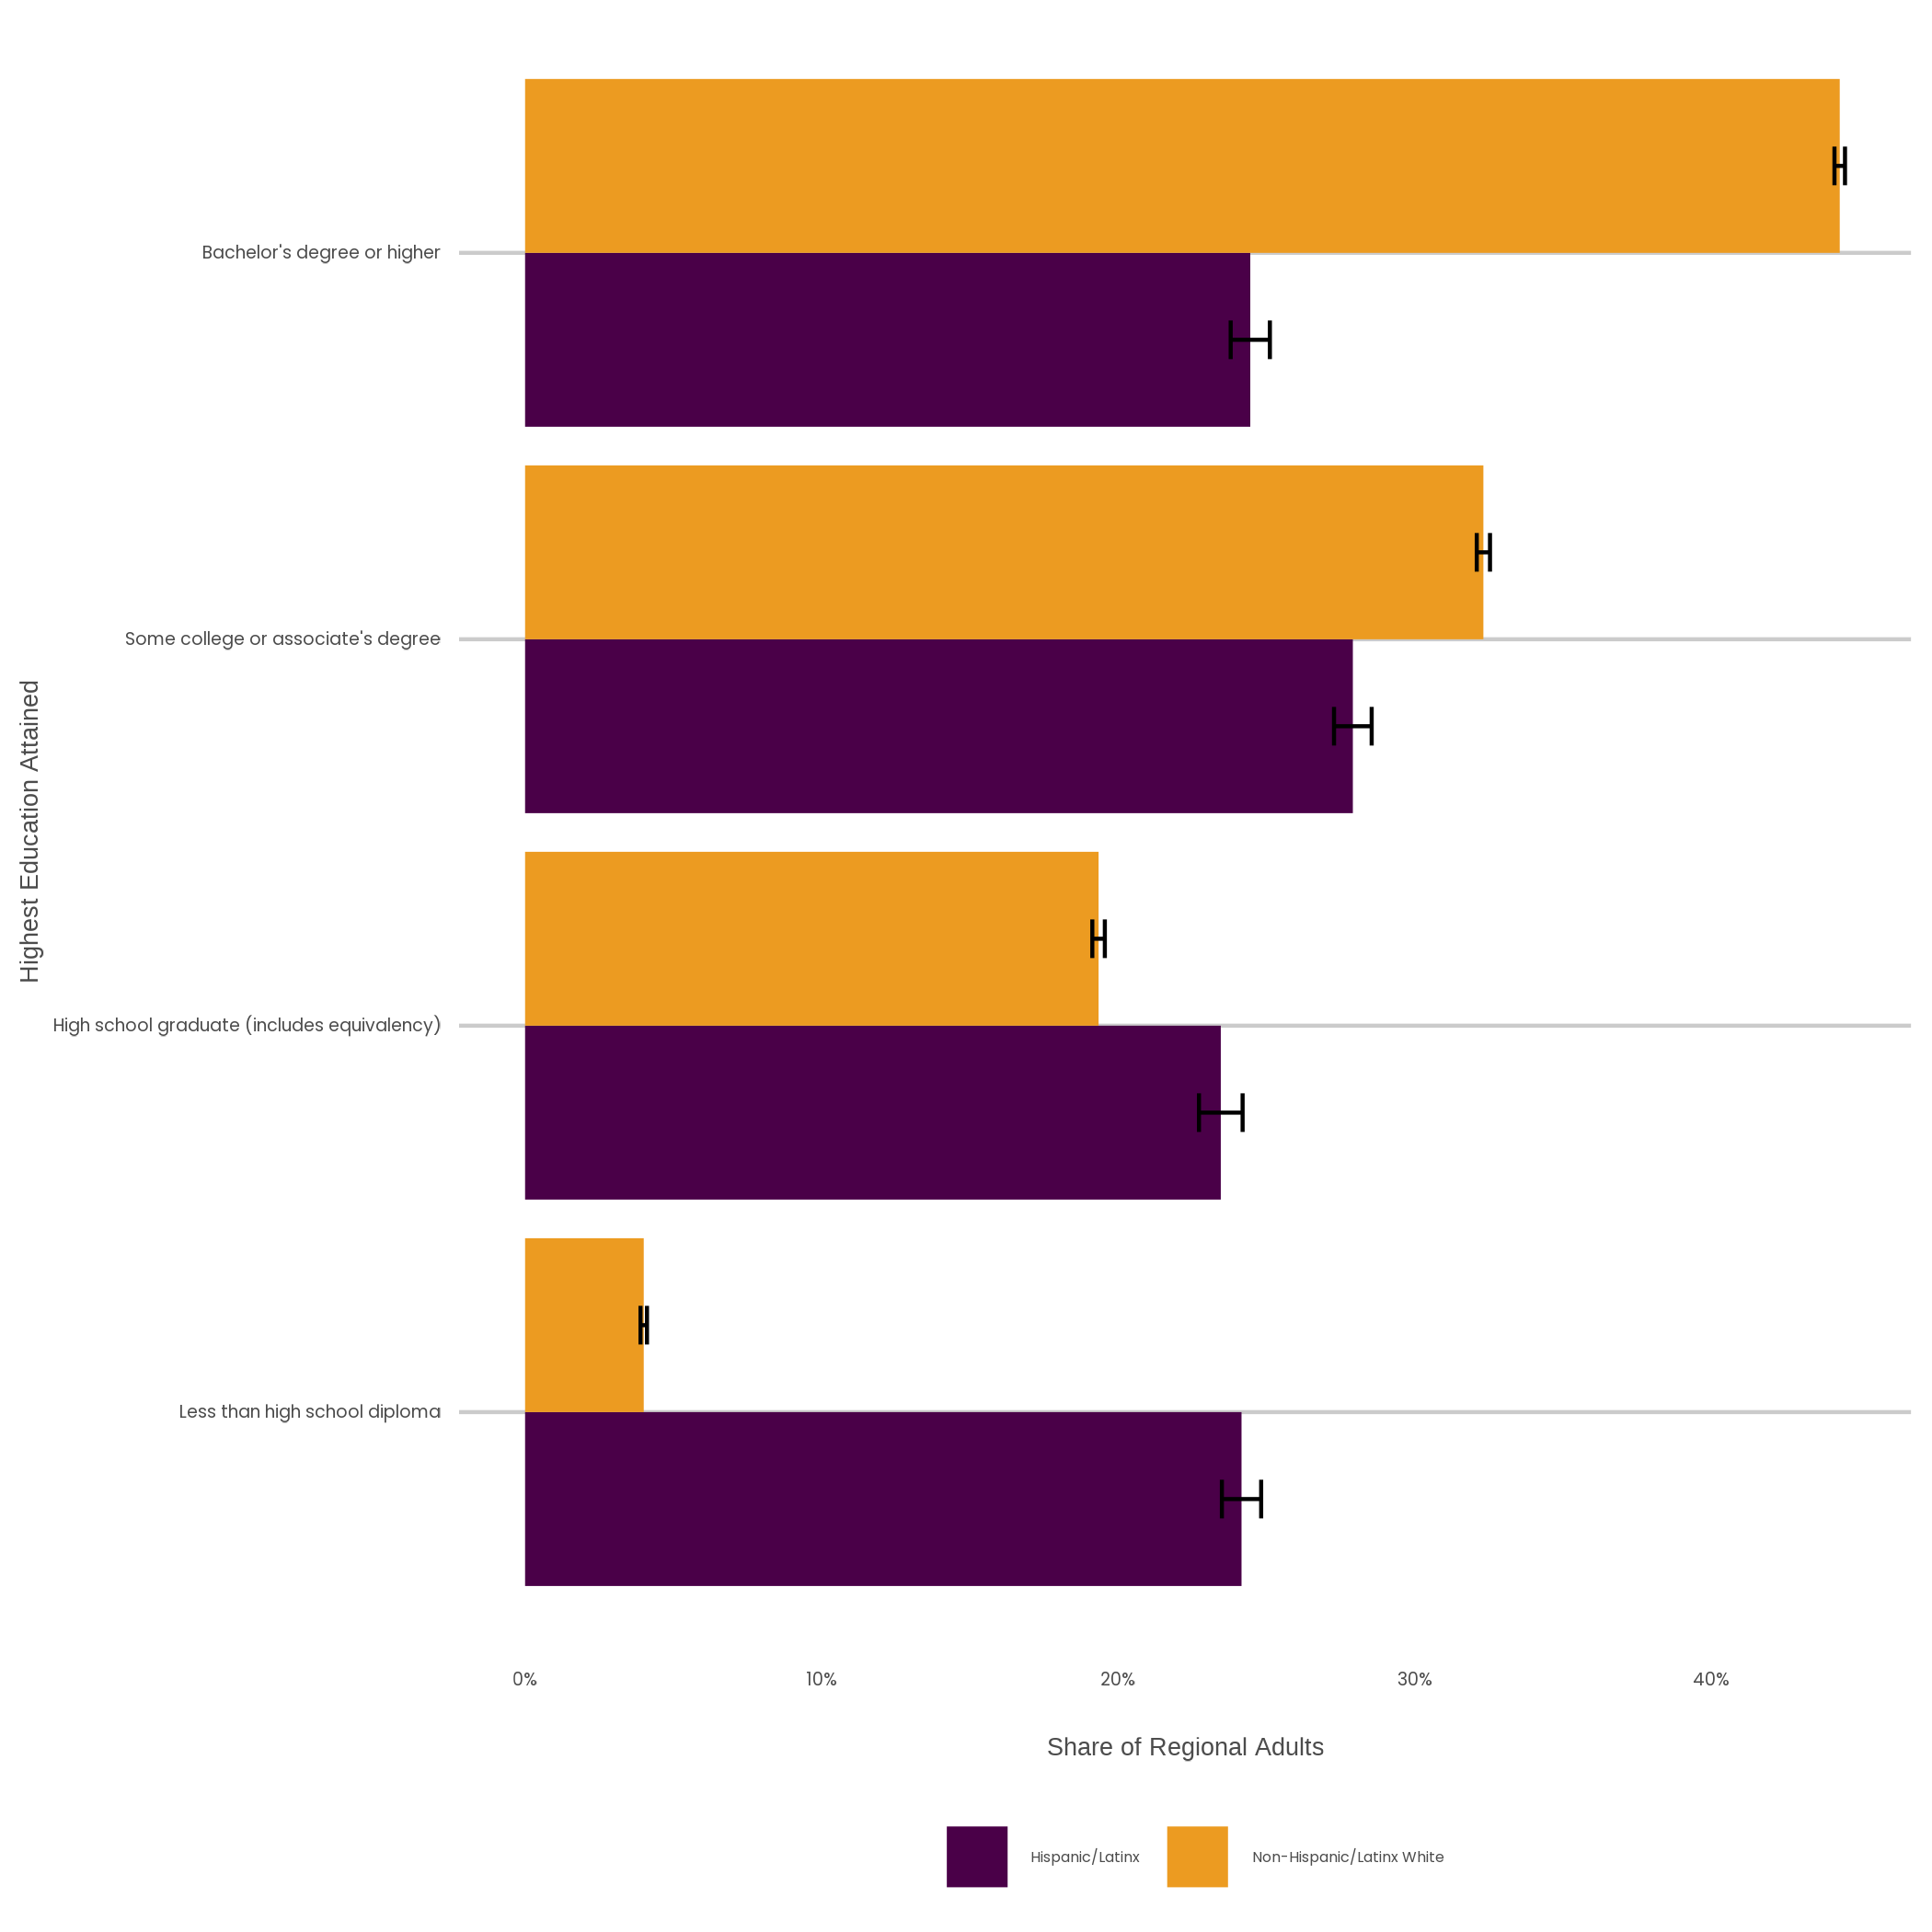 Highest Education Attained
Bachelor's degree or higher
Some college or associate's degree
High school graduate (includes equivalency)
Less than high school diploma
0%
10%
20%
30%
40%
Share of Regional Adults
Hispanic/Latinx
Non-Hispanic/Latinx White